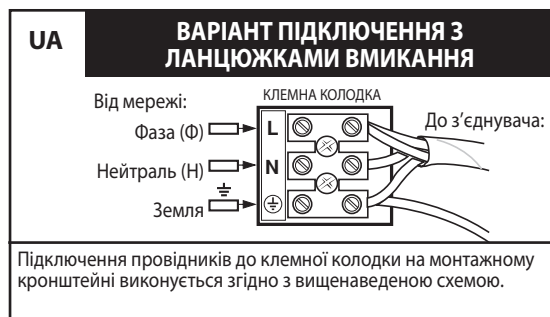 UA
ВАРІАНТ ПІДКЛЮЧЕННЯ З
ЛАНЦЮЖКАМИ ВМИКАННЯ
Від мережі:
КЛЕМНА КОЛОДКА
До з’єднувача:
Фаза (Ф)
L
Нейтраль (Н)
N
Земля
Підключення провідників до клемної колодки на монтажному
кронштейні виконується згідно з вищенаведеною схемою.